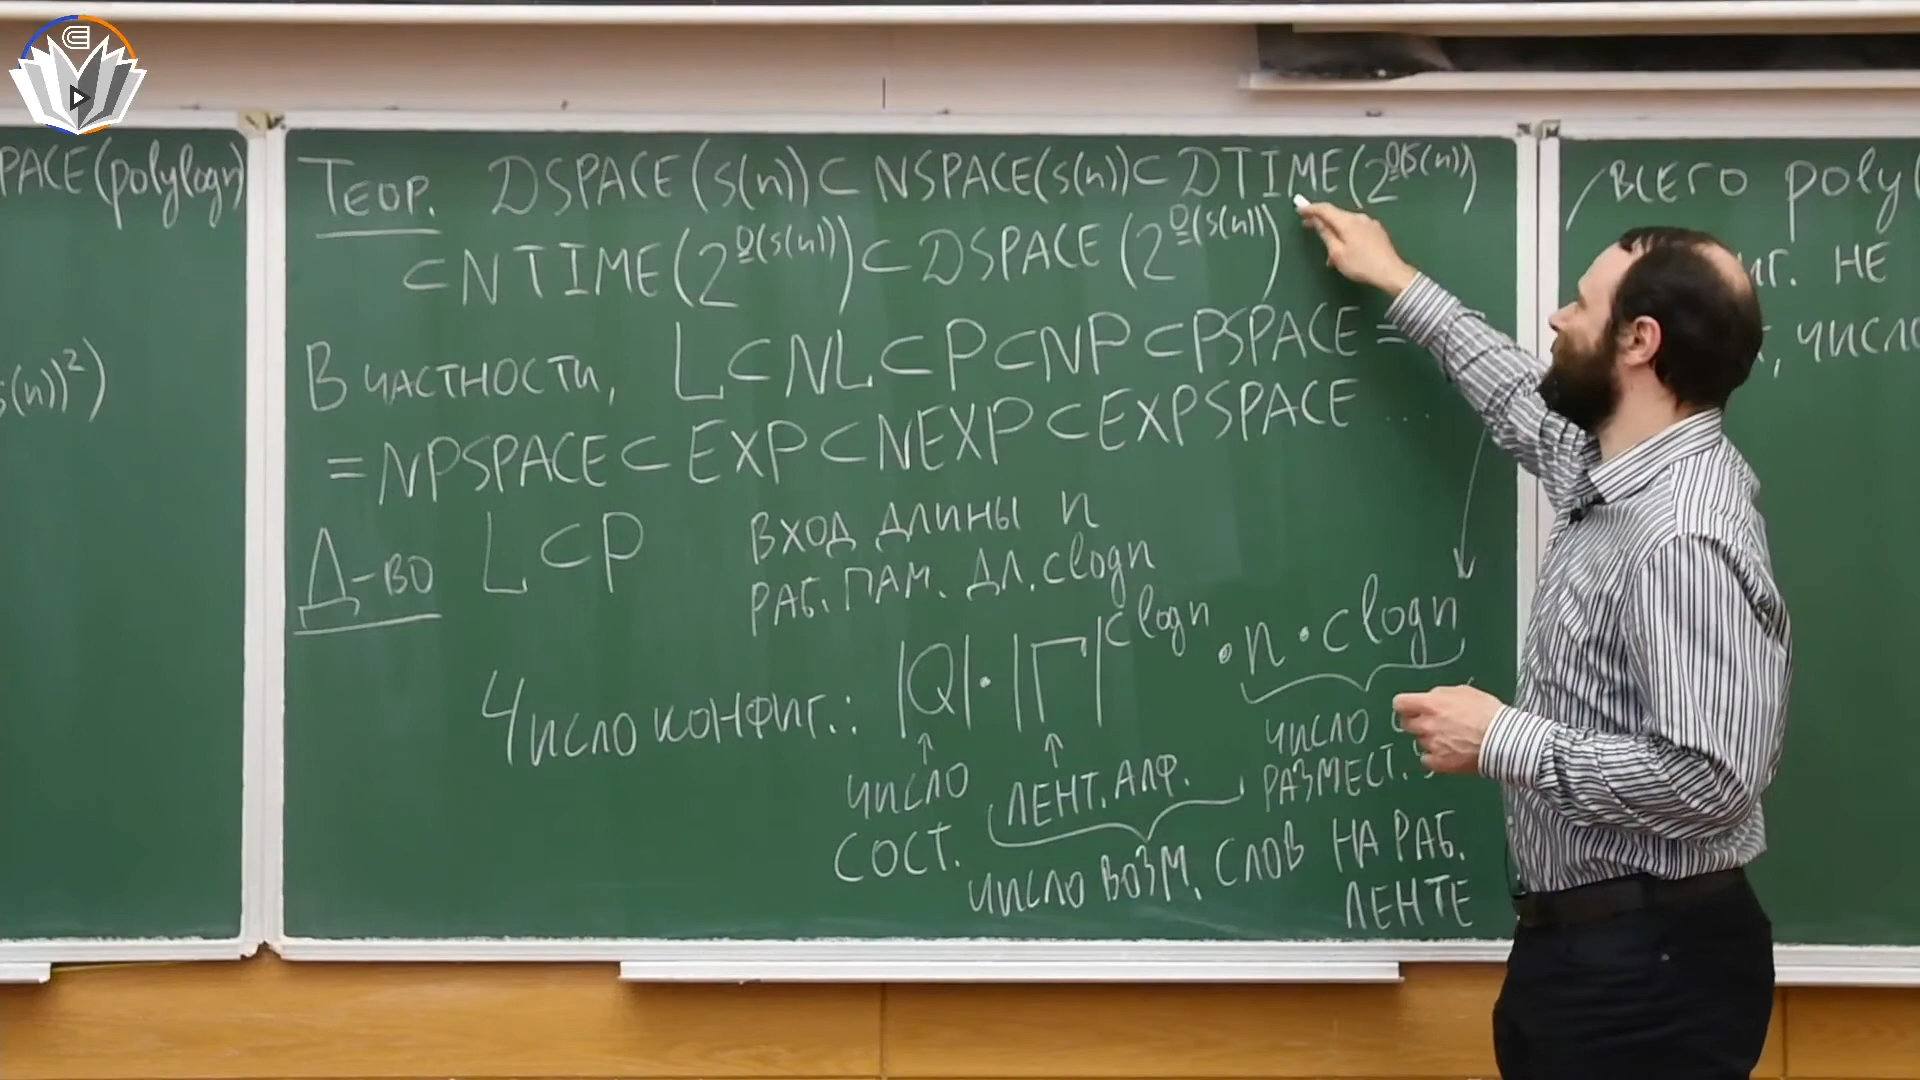 PACE(polylogn)
(n))²)
Теор. DSPACE(s(n)) ⊂ NSPACE(s(n)) ⊂ DTIME(2^O(s(n)))
⊂ NTIME(2^O(s(n))) ⊂ DSPACE(2^O(s(n)))
В частности, L ⊂ NL ⊂ P ⊂ NP ⊂ PSPACE =
= NPSPACE ⊂ EXP ⊂ NEXP ⊂ EXPSPACE ...
Д-во L ⊂ P
ВХОД ДЛИНЫ n
РАБ. ПАМ. ДЛ. clogn
Число конфиг.: |Q| · |Γ|^clogn · n · clogn
↑ число сост.
↑ лент. алф.
число возм. слов
число
размест.
на раб.
ленте
ВСЕГО poly(
иг. НЕ
, число